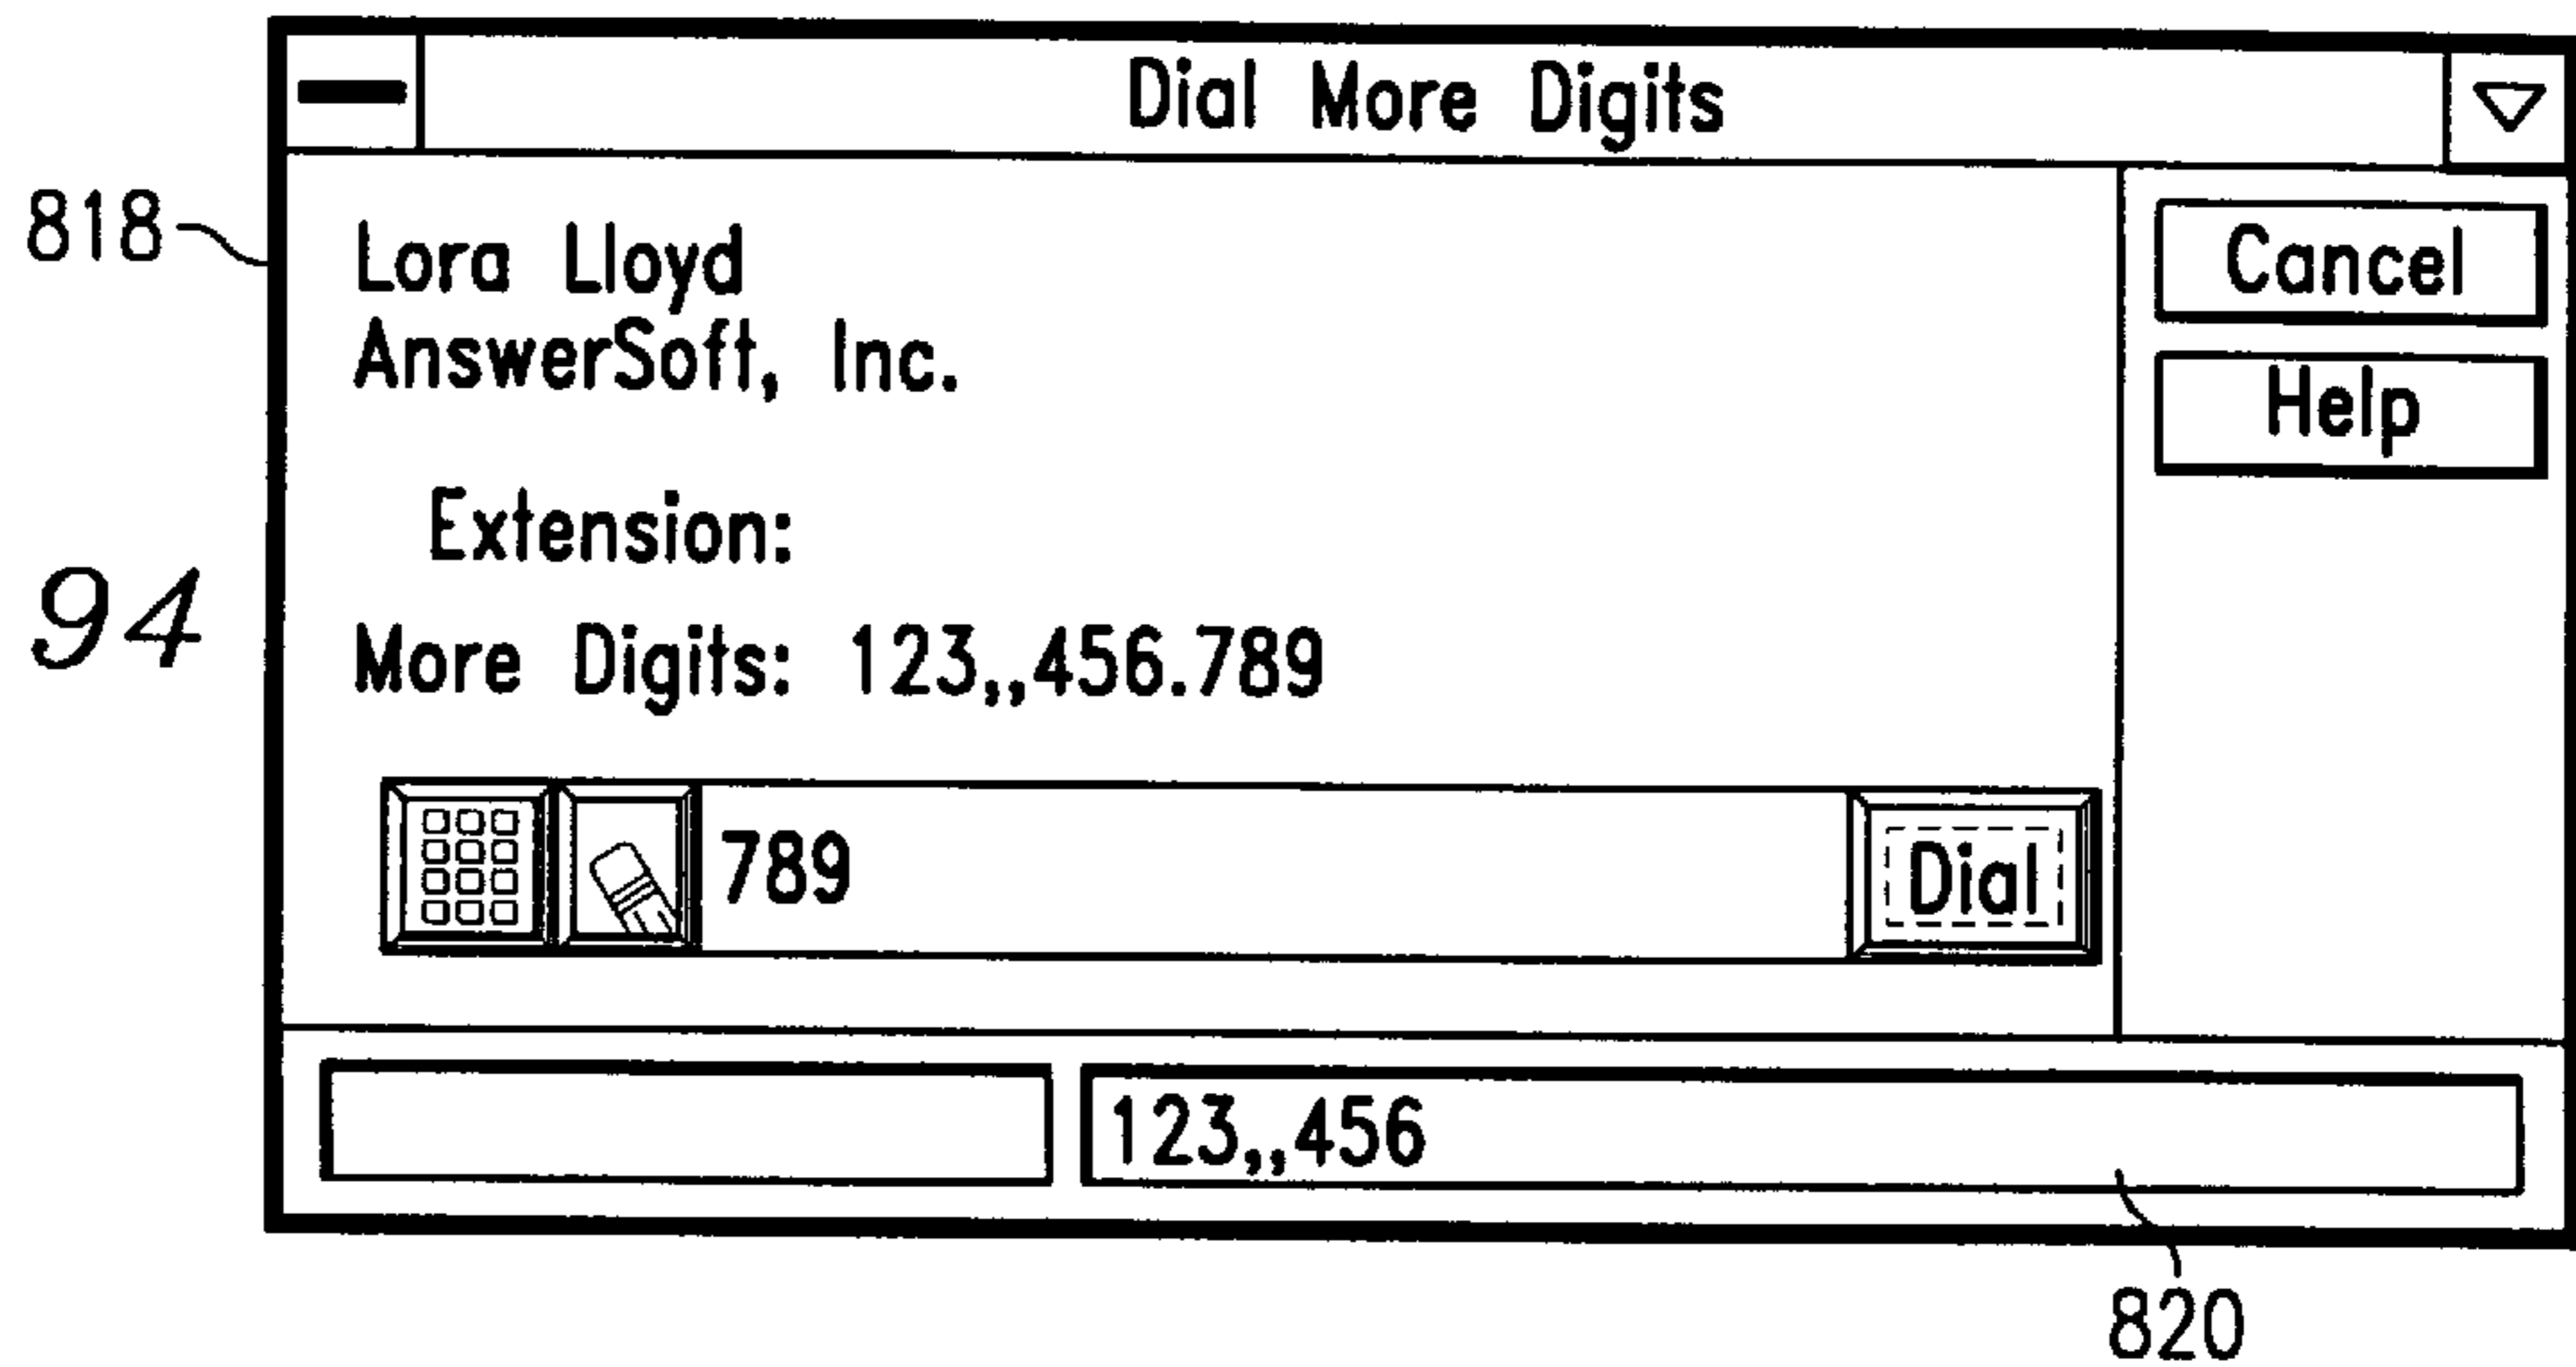 Dial More Digits
818
Lora Lloyd
AnswerSoft, Inc.
Cancel
Help
Extension:
94
More Digits: 123,,456.789
789
Dial
123,,456
820